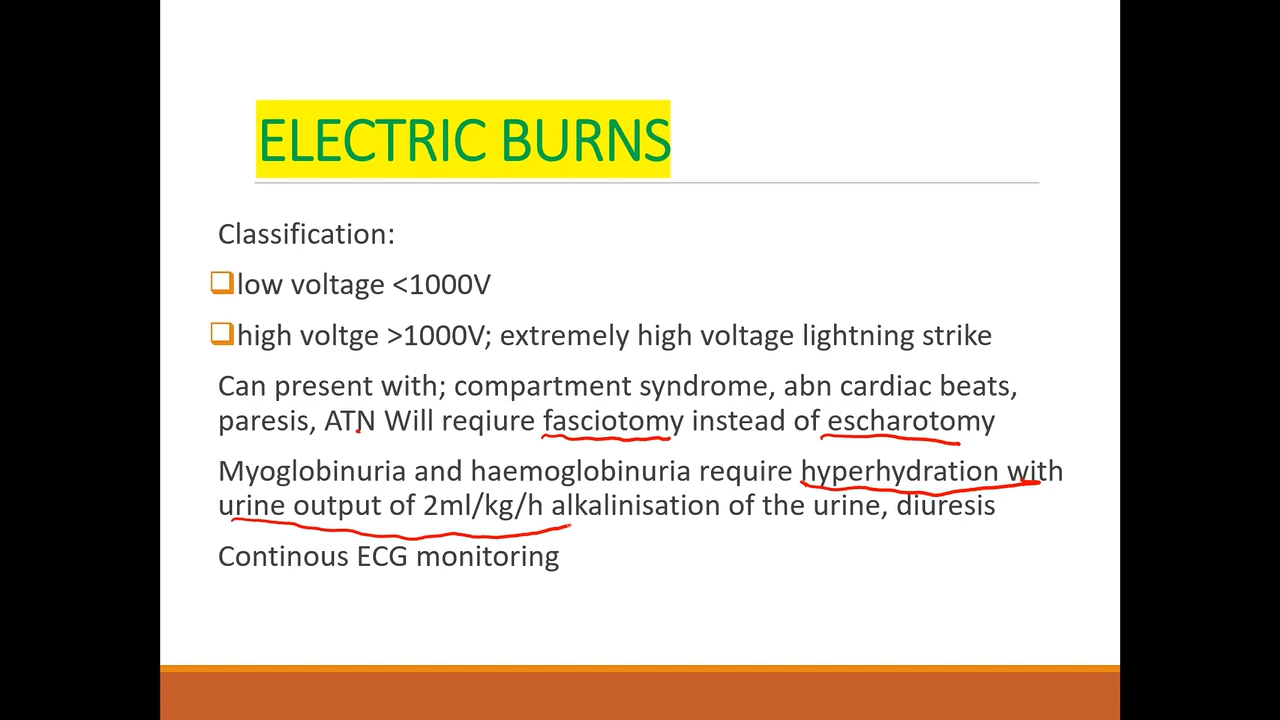 ELECTRIC BURNS
Classification:
low voltage <1000V
high voltge >1000V; extremely high voltage lightning strike
Can present with; compartment syndrome, abn cardiac beats,
paresis, ATN Will reqiure fasciotomy instead of escharotomy
Myoglobinuria and haemoglobinuria require hyperhydration with
urine output of 2ml/kg/h alkalinisation of the urine, diuresis
Continous ECG monitoring